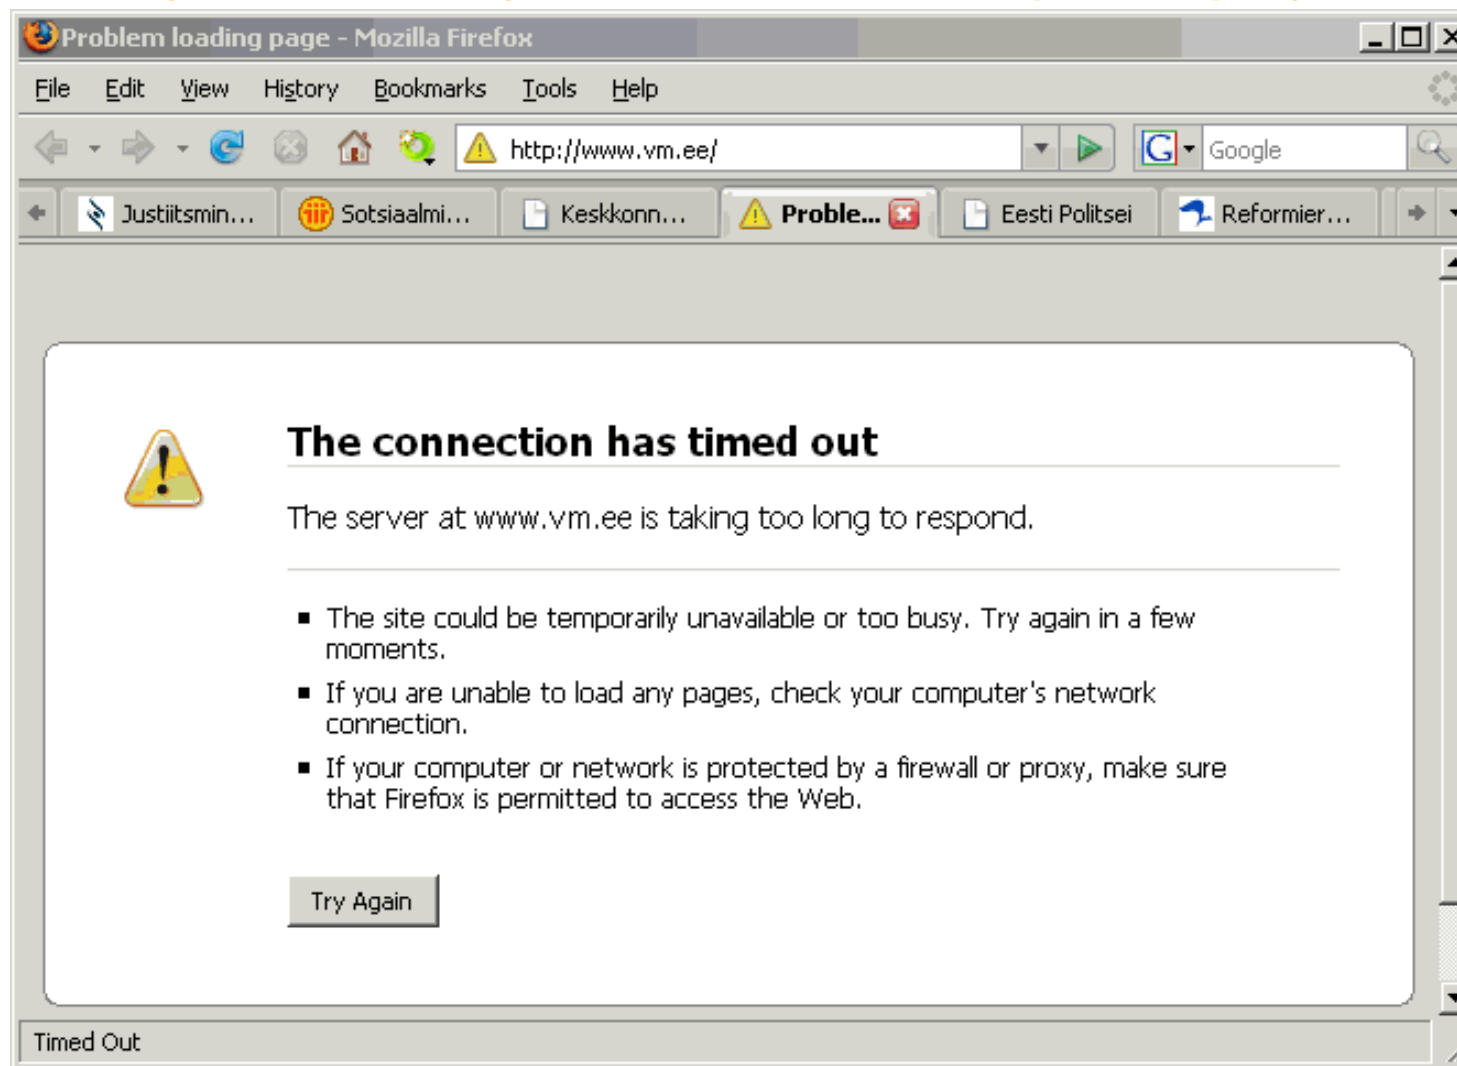 Problem loading page - Mozilla Firefox
File Edit View History Bookmarks Tools Help
http://www.vm.ee/ G Google
Justiitsmin... Sotsiaalmi... Keskkonn... Proble... Eesti Politsei Reformier...
The connection has timed out
The server at www.vm.ee is taking too long to respond.
The site could be temporarily unavailable or too busy. Try again in a few
moments.
If you are unable to load any pages, check your computer's network
connection.
If your computer or network is protected by a firewall or proxy, make sure
that Firefox is permitted to access the Web.
Try Again
Timed Out